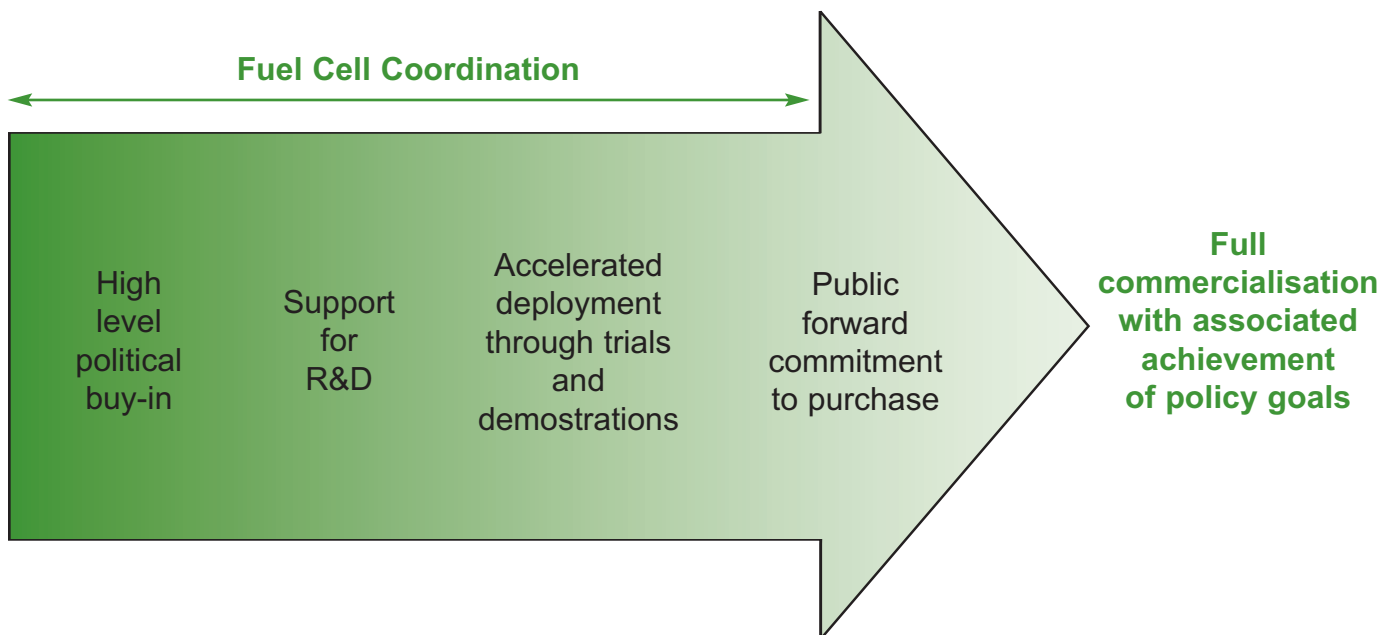 Fuel Cell Coordination
High
level
political
buy-in
Support
for
R&D
Accelerated
deployment
through trials
and
demostrations
Public
forward
commitment
to purchase
Full
commercialisation
with associated
achievement
of policy goals